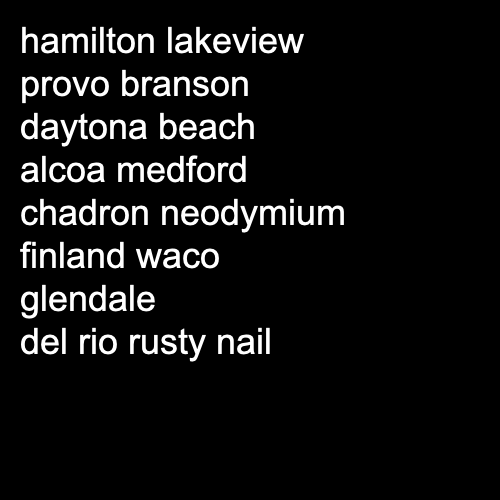 hamilton lakeview
provo branson
daytona beach
alcoa medford
chadron neodymium
finland waco
glendale
del rio rusty nail